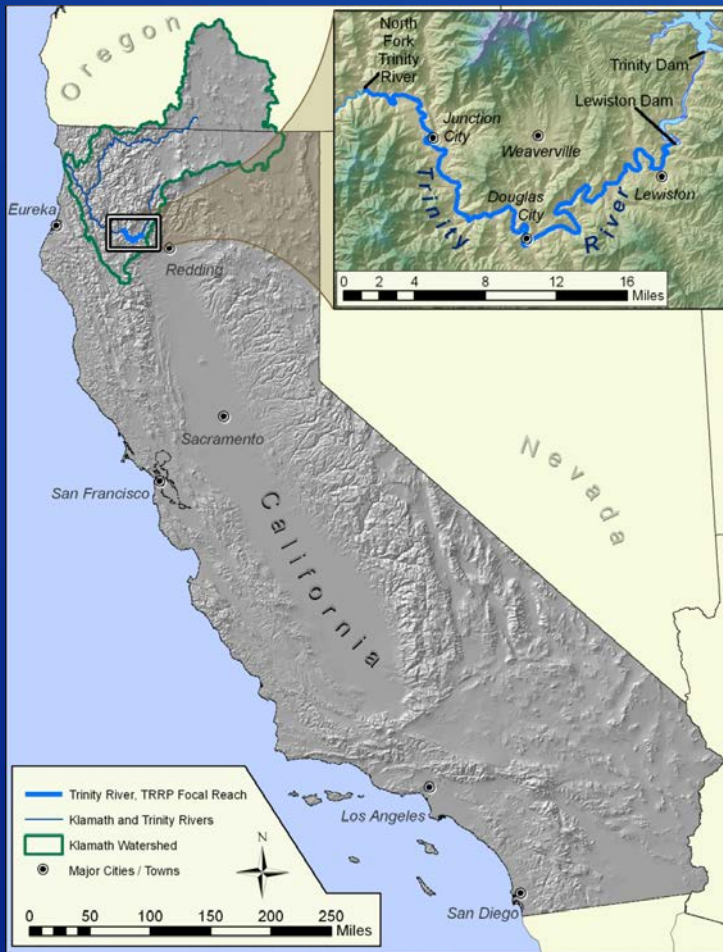 Oregon
Eureka
Redding
Sacramento
San Francisco
California
Nevada
Los Angeles
San Diego
North
Fork
Trinity
River
Trinity Dam
Lewiston Dam
Junction
City
Weaverville
Douglas
City
Lewiston
Trinity
River
0 2 4 8 12 16
Miles
Trinity River, TRRP Focal Reach
Klamath and Trinity Rivers
Klamath Watershed
Major Cities / Towns
N
0 50 100 150 200 250
Miles